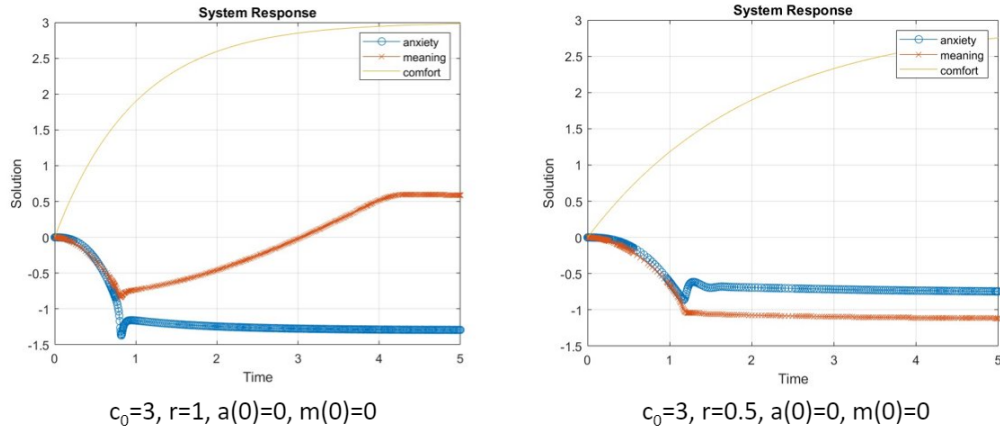 System Response
3
2.5
2
1.5
1
0.5
0
-0.5
-1
-1.5
0 1 2 3 4 5
Solution
Time
anxiety
meaning
comfort
c0=3, r=1, a(0)=0, m(0)=0
System Response
3
2.5
2
1.5
1
0.5
0
-0.5
-1
-1.5
0 1 2 3 4 5
Solution
Time
anxiety
meaning
comfort
c0=3, r=0.5, a(0)=0, m(0)=0